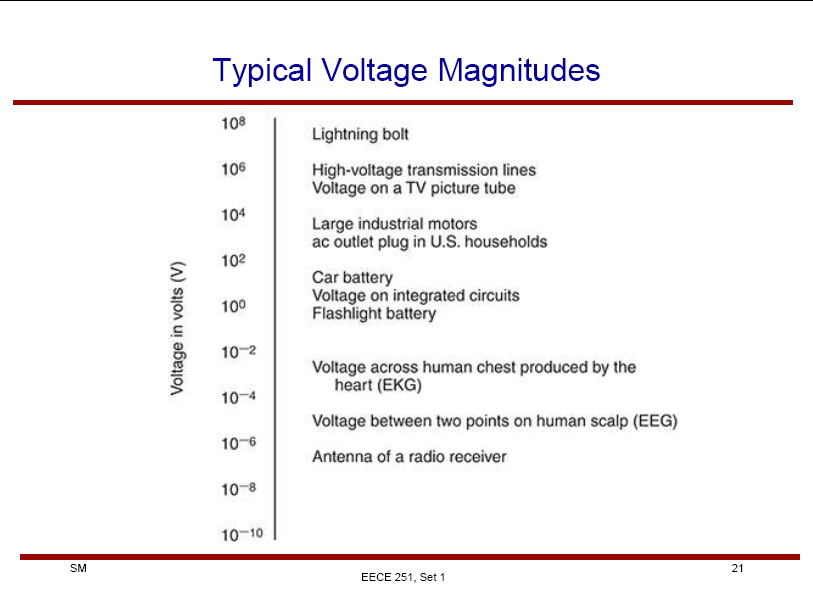 Typical Voltage Magnitudes
10⁸
Lightning bolt
10⁶
High-voltage transmission lines
Voltage on a TV picture tube
10⁴
Large industrial motors
ac outlet plug in U.S. households
10²
Car battery
Voltage on integrated circuits
10⁰
Flashlight battery
Voltage in volts (V)
10⁻²
Voltage across human chest produced by the
heart (EKG)
10⁻⁴
Voltage between two points on human scalp (EEG)
10⁻⁶
Antenna of a radio receiver
10⁻⁸
10⁻¹⁰
SM
EECE 251, Set 1
21